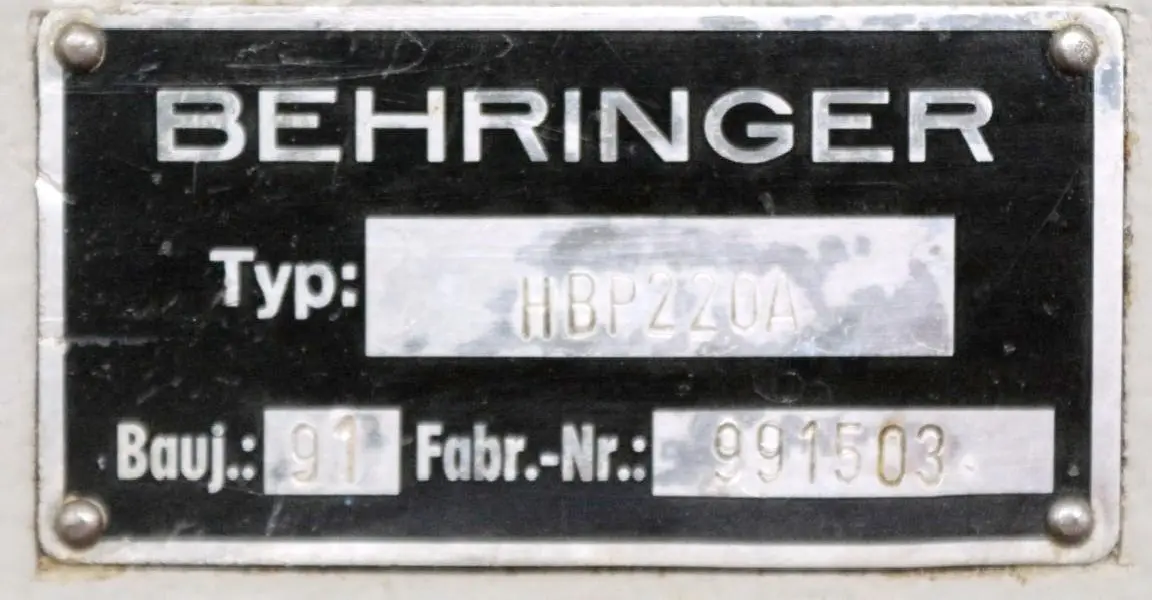 BEHRINGER
Typ: HBP220A
Bauj.: 91 Fabr.-Nr.: 991503